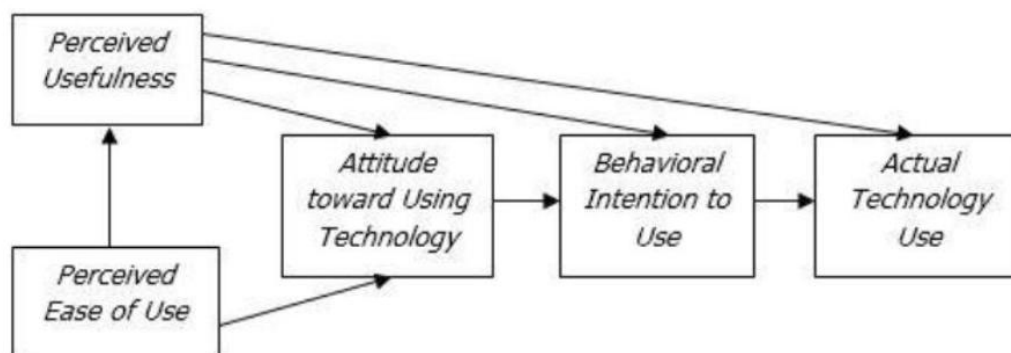 Perceived
Usefulness
Attitude
toward Using
Technology
Behavioral
Intention to
Use
Actual
Technology
Use
Perceived
Ease of Use